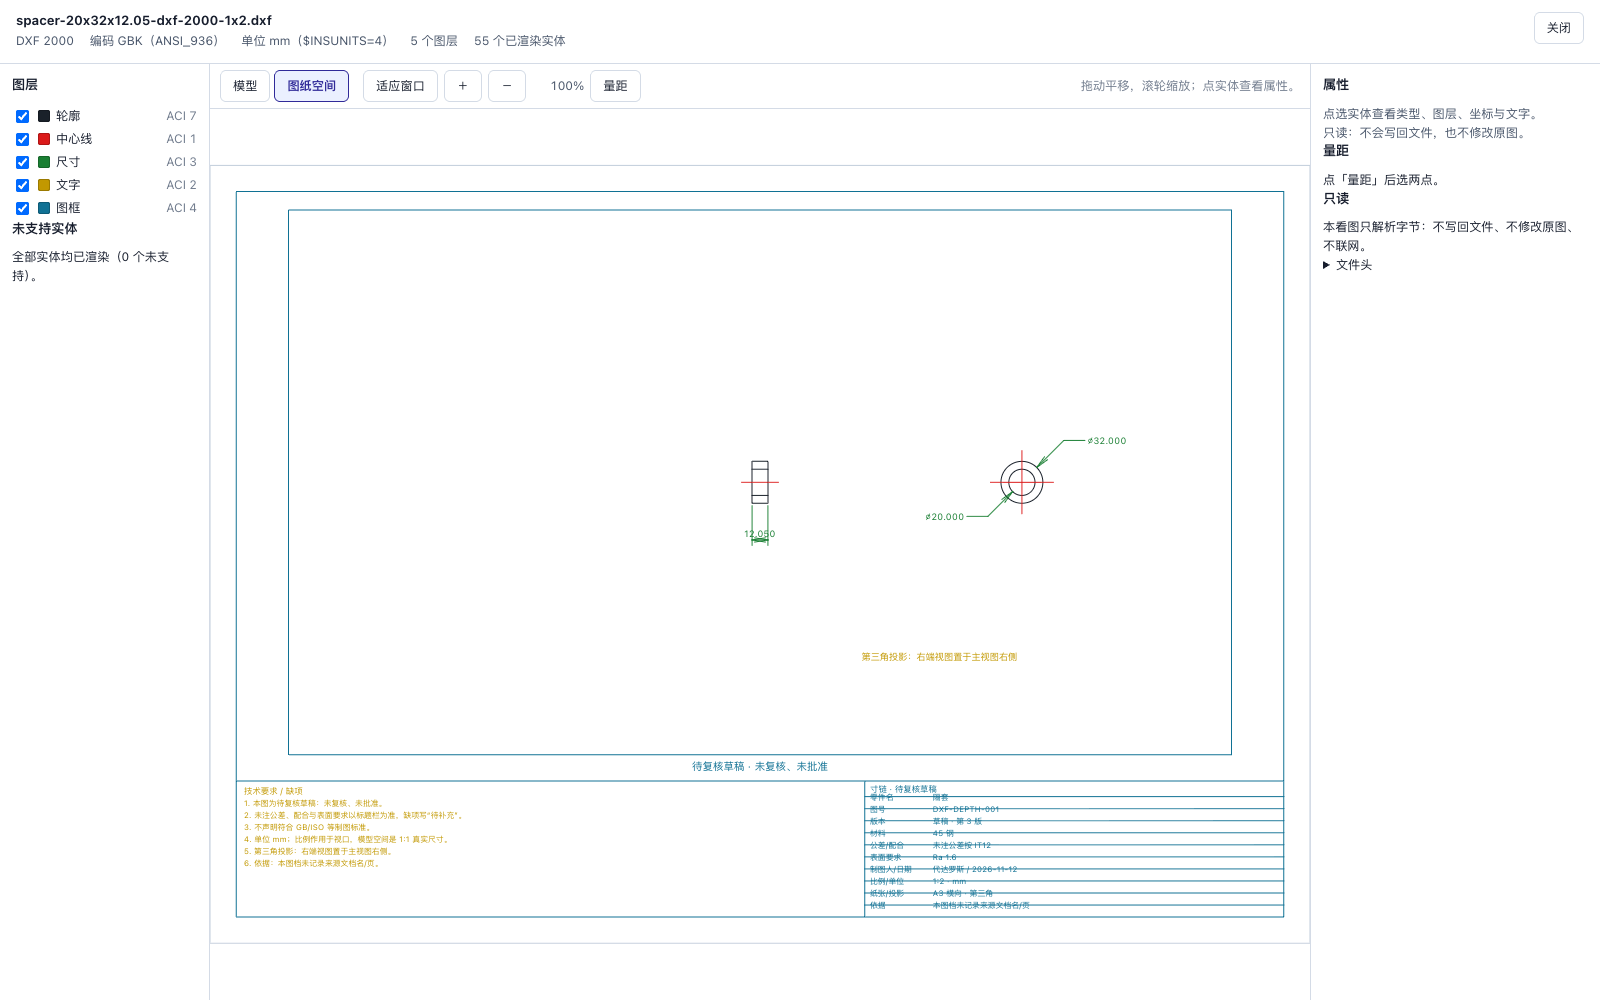 spacer-20x32x12.05-dxf-2000-1x2.dxf
DXF 2000 编码 GBK（ANSI_936） 单位 mm（$INSUNITS=4） 5 个图层 55 个已渲染实体
关闭
图层
轮廓 ACI 7
中心线 ACI 1
尺寸 ACI 3
文字 ACI 2
图框 ACI 4
未支持实体
全部实体均已渲染（0 个未支
持）。
模型 图纸空间 适应窗口 + − 100% 量距
拖动平移，滚轮缩放；点实体查看属性。
⌀32.000
⌀20.000
12.050
第三角投影：右端视图置于主视图右侧
待复核草稿 · 未复核、未批准
技术要求 / 缺项
1. 本图为待复核草稿：未复核、未批准。
2. 未注公差、配合与表面要求以标题栏为准，缺项写“待补充”。
3. 不声明符合 GB/ISO 等制图标准。
4. 单位 mm；比例作用于视口，模型空间是 1:1 真实尺寸。
5. 第三角投影：右端视图置于主视图右侧。
6. 依据：本图档未记录来源文档名/页。
寸链 · 待复核草稿
零件名 隔套
图号 DXF-DEPTH-001
版本 草稿 · 第 3 版
材料 45 钢
公差/配合 未注公差按 IT12
表面要求 Ra 1.6
制图人/日期 代达罗斯 / 2026-11-12
比例/单位 1:2 · mm
纸张/投影 A3 横向 · 第三角
依据 本图档未记录来源文档名/页
属性
点选实体查看类型、图层、坐标与文字。
只读：不会写回文件，也不修改原图。
量距
点「量距」后选两点。
只读
本看图只解析字节：不写回文件、不修改原图、
不联网。
文件头